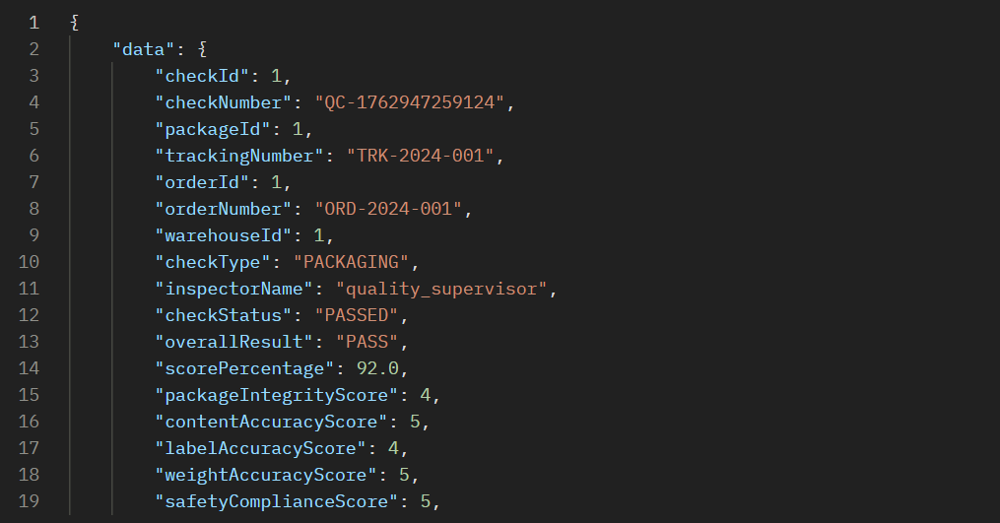 1 {
2 "data": {
3 "checkId": 1,
4 "checkNumber": "QC-1762947259124",
5 "packageId": 1,
6 "trackingNumber": "TRK-2024-001",
7 "orderId": 1,
8 "orderNumber": "ORD-2024-001",
9 "warehouseId": 1,
10 "checkType": "PACKAGING",
11 "inspectorName": "quality_supervisor",
12 "checkStatus": "PASSED",
13 "overallResult": "PASS",
14 "scorePercentage": 92.0,
15 "packageIntegrityScore": 4,
16 "contentAccuracyScore": 5,
17 "labelAccuracyScore": 4,
18 "weightAccuracyScore": 5,
19 "safetyComplianceScore": 5,